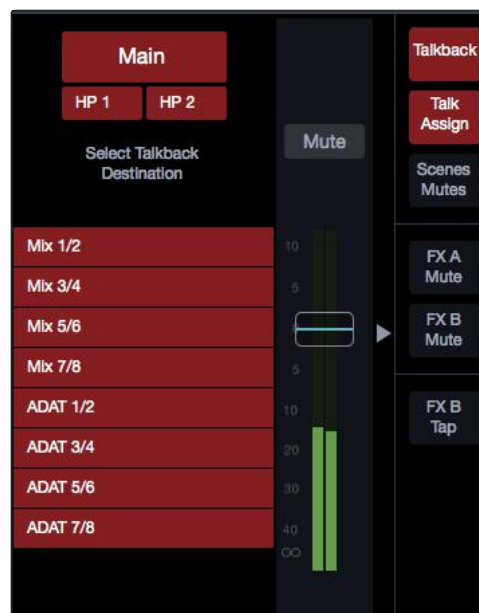 Main
HP 1
HP 2
Select Talkback
Destination
Mix 1/2
Mix 3/4
Mix 5/6
Mix 7/8
ADAT 1/2
ADAT 3/4
ADAT 5/6
ADAT 7/8
Mute
10
5
5
10
20
30
40
∞
Talkback
Talk
Assign
Scenes
Mutes
FX A
Mute
FX B
Mute
FX B
Tap